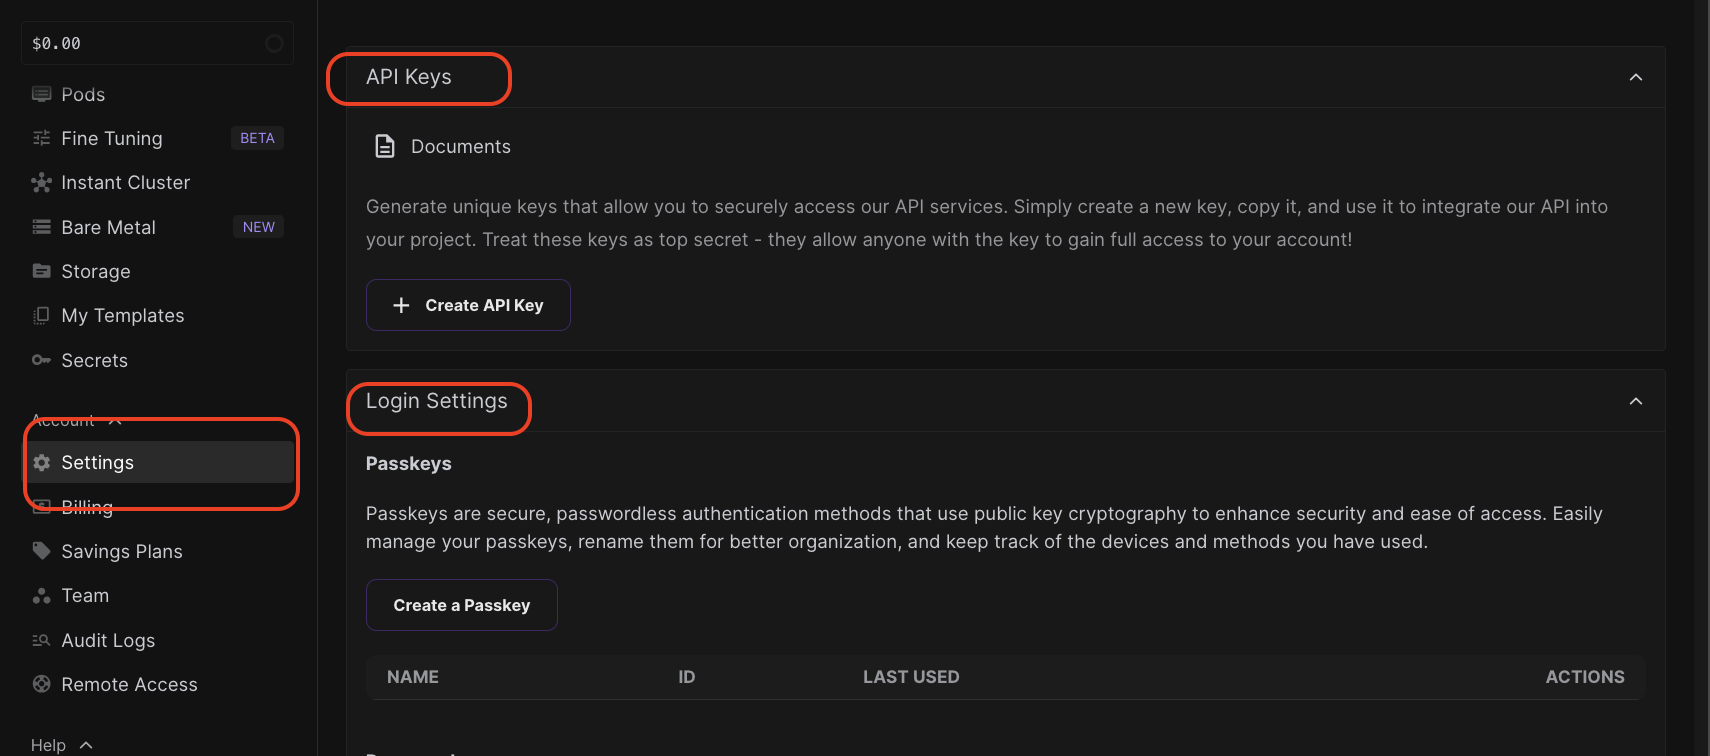 $0.00
Pods
Fine Tuning BETA
Instant Cluster
Bare Metal NEW
Storage
My Templates
Secrets
Account
Settings
Billing
Savings Plans
Team
Audit Logs
Remote Access
Help
API Keys
Documents
Generate unique keys that allow you to securely access our API services. Simply create a new key, copy it, and use it to integrate our API into
your project. Treat these keys as top secret - they allow anyone with the key to gain full access to your account!
+ Create API Key
Login Settings
Passkeys
Passkeys are secure, passwordless authentication methods that use public key cryptography to enhance security and ease of access. Easily
manage your passkeys, rename them for better organization, and keep track of the devices and methods you have used.
Create a Passkey
NAME ID LAST USED ACTIONS